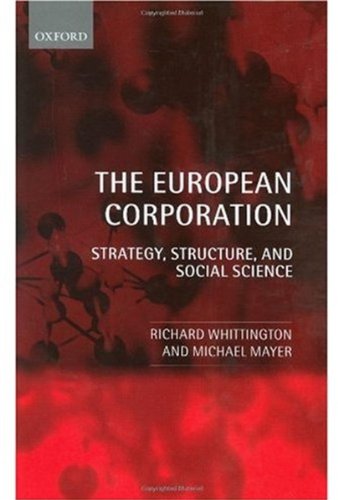 OXFORD
THE EUROPEAN
CORPORATION
STRATEGY, STRUCTURE, AND
SOCIAL SCIENCE
RICHARD WHITTINGTON
AND MICHAEL MAYER